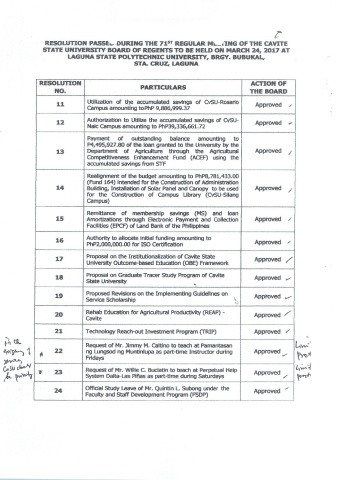 RESOLUTION PASSED DURING THE 71ST REGULAR MEETING OF THE CAVITE
STATE UNIVERSITY BOARD OF REGENTS TO BE HELD ON MARCH 24, 2017 AT
LAGUNA STATE POLYTECHNIC UNIVERSITY, BRGY. BUBUKAL,
STA. CRUZ, LAGUNA
RESOLUTION NO. PARTICULARS ACTION OF THE BOARD
11 Utilization of the accumulated savings of CvSU-Rosario Approved
Campus amounting toPhP 9,886,999.37
12 Authorization to Utilise the accumulated savings of CvSU- Approved
Naic Campus amounting to PhP39,336,661.72
13 Payment of outstanding balance amounting to Approved
P4,495,927.80 of the loan granted to the University by the
Department of Agriculture through the Agricultural
Competitiveness Enhancement Fund (ACEF) using the
accumulated savings from STF
14 Realignment of the budget amounting to PhP8,781,433.00 Approved
(Fund 164) intended for the Construction of Administration
Building, Installation of Solar Panel and Canopy to be used
for the Construction of Campus Library (CvSU-Silang
Campus)
15 Remittance of membership savings (MS) and loan Approved
Amortizations through Electronic Payment and Collection
Facilities (EPCF) of Land Bank of the Philippines
16 Authority to allocate initial funding amounting to Approved
PhP2,000,000.00 for ISO Certification
17 Proposal on the Institutionalization of Cavite State Approved
University Outcome-based Education (OBE) Framework
18 Proposal on Graduate Tracer Study Program of Cavite Approved
State University
19 Proposed Revisions on the Implementing Guidelines on Approved
Service Scholarship
20 Rehab Education for Agricultural Productivity (REAP) - Approved
Cavite
21 Technology Reach-out Investment Program (TRIP) Approved
22 Request of Mr. Jimmy M. Caltino to teach at Pamantasan Approved
ng Lungsod ng Muntinlupa as part-time Instructor during
Fridays
23 Request of Mr. Willie C. Bucladin to teach at Perpetual Help Approved
System Dalta-Las Piñas as part-time during Saturdays
24 Official Study Leave of Mr. Quintin L. Subong under the Approved
Faculty and Staff Development Program (FSDP)